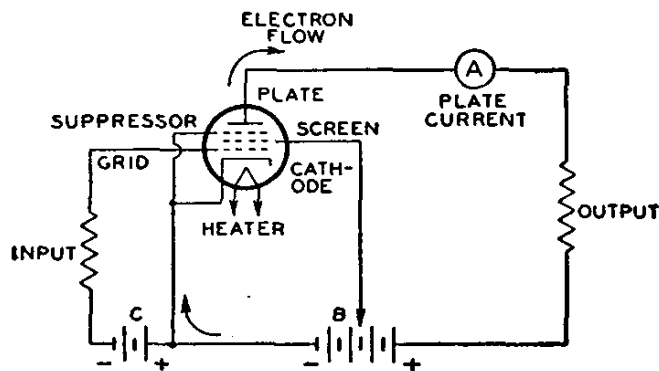 ELECTRON
FLOW
A
PLATE
PLATE
CURRENT
SUPPRESSOR
SCREEN
GRID
CATH-
ODE
HEATER
OUTPUT
INPUT
C
B
- +
- +